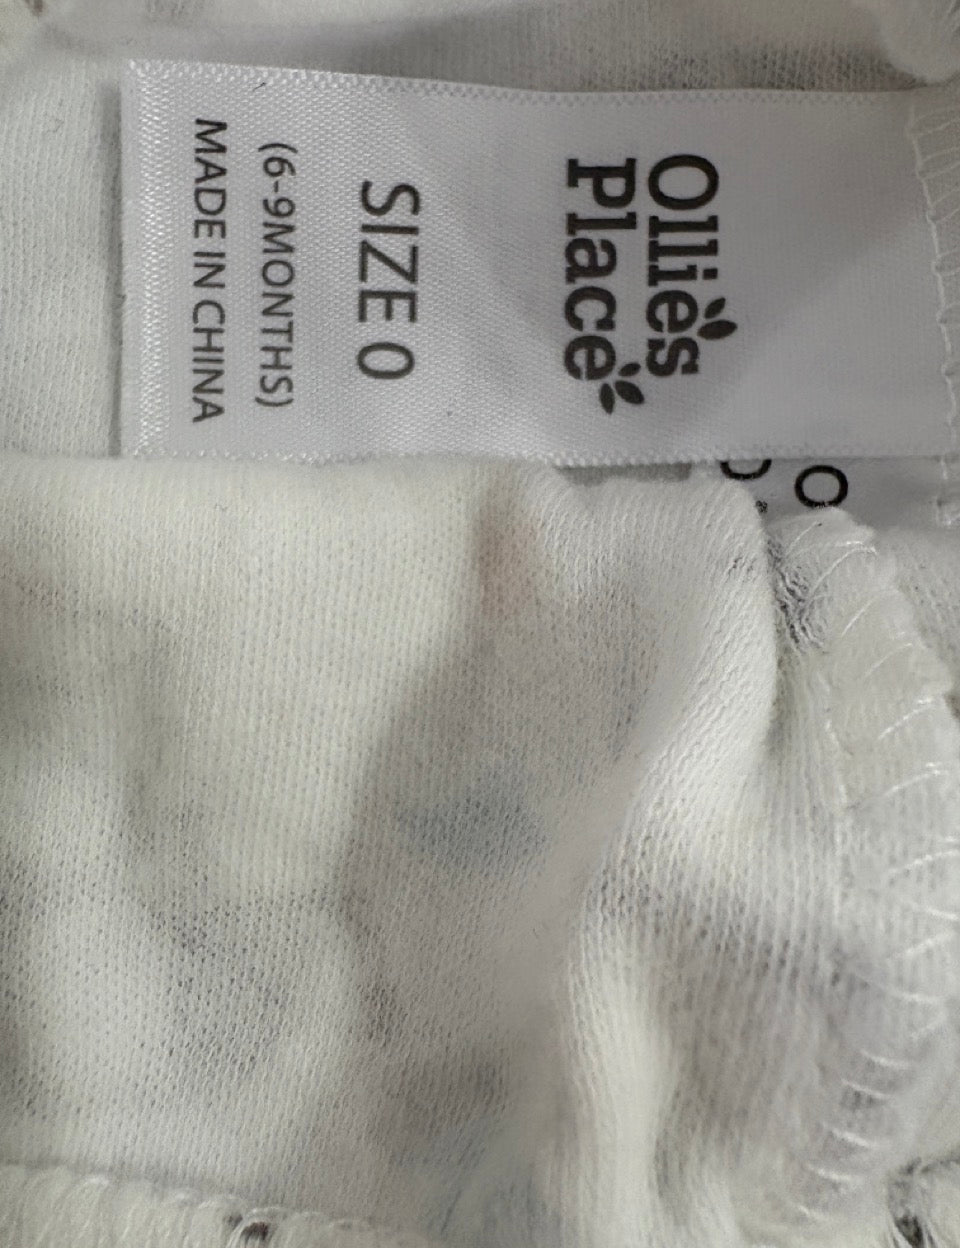 Ollie's
Place
SIZE 0
(6-9MONTHS)
MADE IN CHINA
O